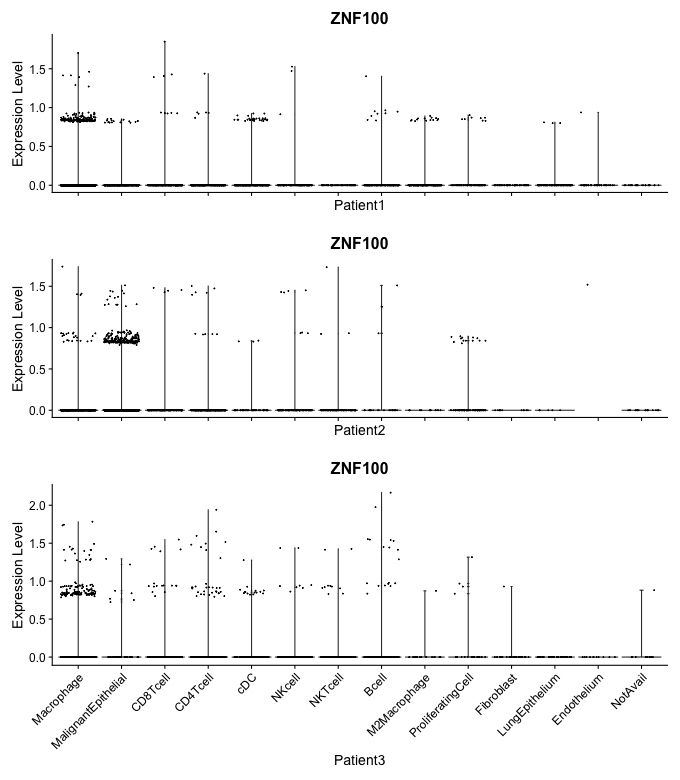 ZNF100
Expression Level
1.5
1.0
0.5
0.0
Patient1
ZNF100
Expression Level
1.5
1.0
0.5
0.0
Patient2
ZNF100
Expression Level
2.0
1.5
1.0
0.5
0.0
Macrophage
MalignantEpithelial
CD8Tcell
CD4Tcell
cDC
NKcell
NKTcell
Bcell
M2Macrophage
ProliferatingCell
Fibroblast
LungEpithelium
Endothelium
NotAvail
Patient3